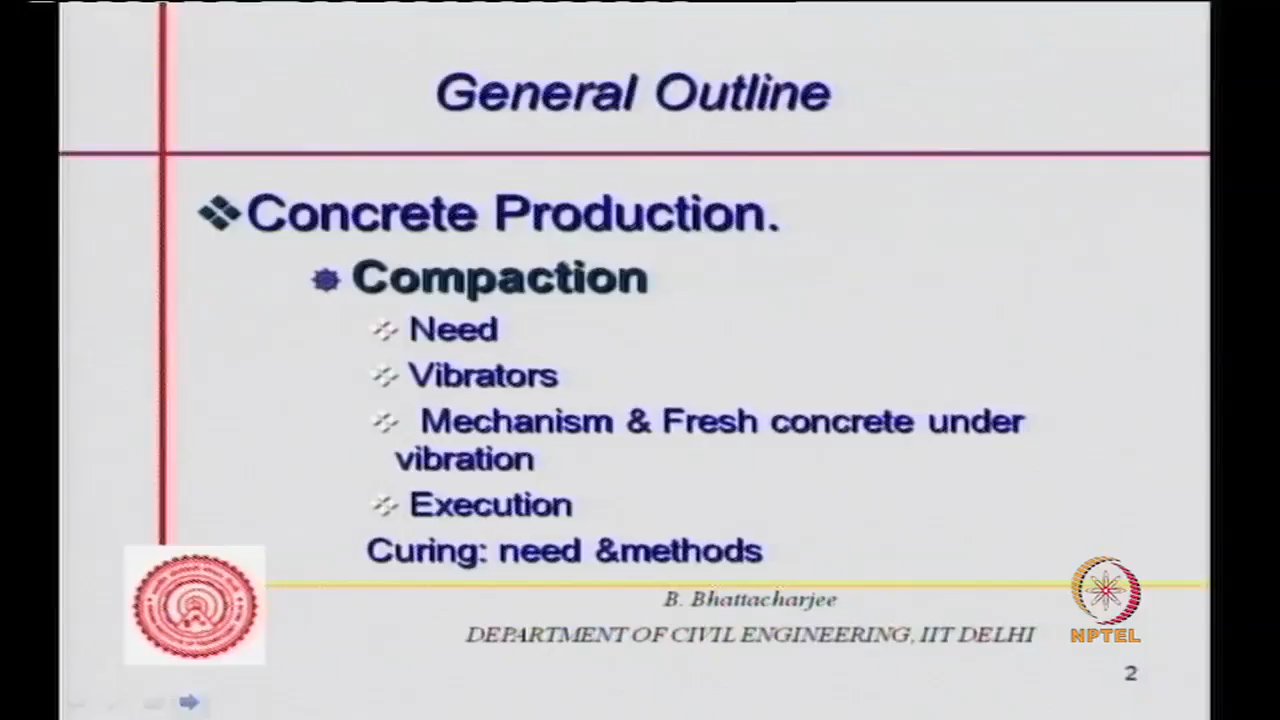 General Outline
Concrete Production.
Compaction
Need
Vibrators
Mechanism & Fresh concrete under
vibration
Execution
Curing: need &methods
B. Bhattacharjee
DEPARTMENT OF CIVIL ENGINEERING, IIT DELHI
NPTEL
2